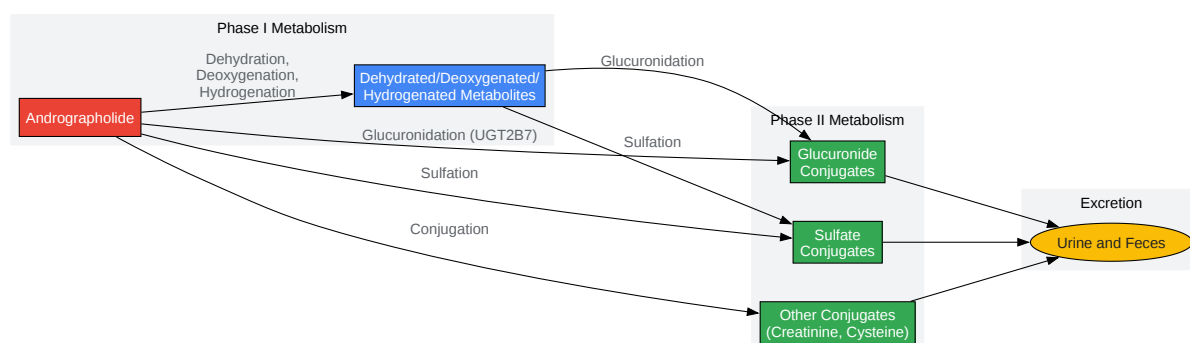 Phase I Metabolism
Dehydration,
Deoxygenation,
Hydrogenation
Andrographolide
Dehydrated/Deoxygenated/
Hydrogenated Metabolites
Glucuronidation
Glucuronidation (UGT2B7)
Sulfation
Sulfation
Conjugation
Phase II Metabolism
Glucuronide
Conjugates
Sulfate
Conjugates
Other Conjugates
(Creatinine, Cysteine)
Excretion
Urine and Feces